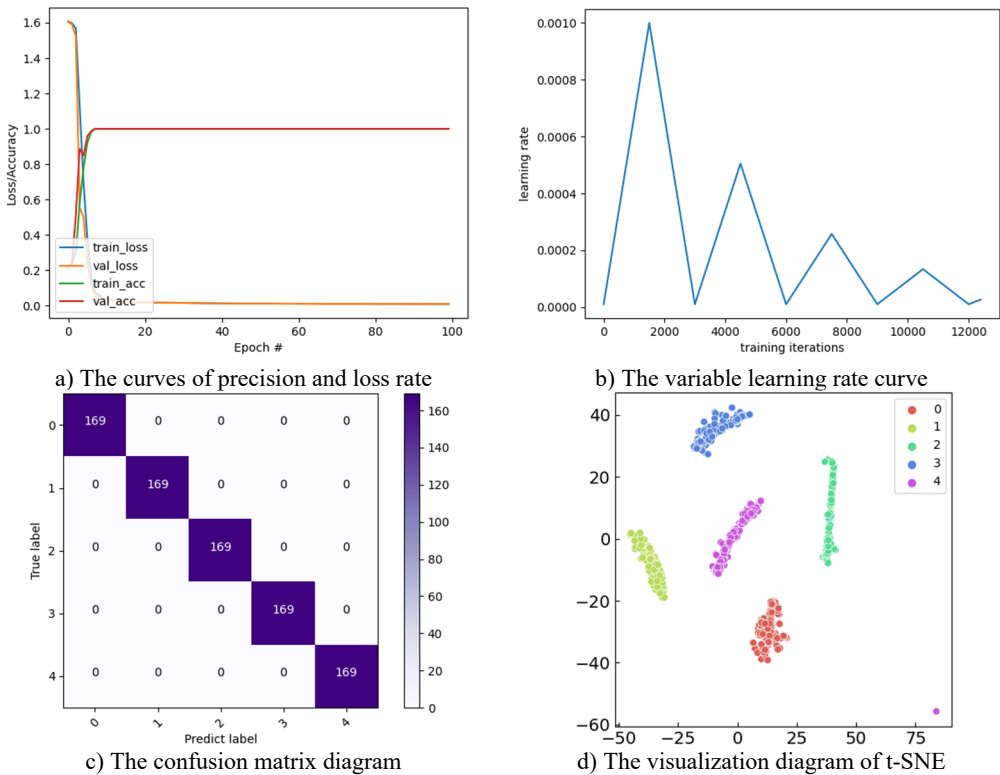 1.6
1.4
1.2
1.0
0.8
0.6
0.4
0.2
0.0
Loss/Accuracy
train_loss
val_loss
train_acc
val_acc
0 20 40 60 80 100
Epoch #
a) The curves of precision and loss rate
0.0010
0.0008
0.0006
0.0004
0.0002
0.0000
learning rate
0 2000 4000 6000 8000 10000 12000
training iterations
b) The variable learning rate curve
0 169 0 0 0 0
1 0 169 0 0 0
2 0 0 169 0 0
3 0 0 0 169 0
4 0 0 0 0 169
True label
0 1 2 3 4
Predict label
160
140
120
100
80
60
40
20
0
c) The confusion matrix diagram
40
20
0
−20
−40
−60
0
1
2
3
4
−50 −25 0 25 50 75
d) The visualization diagram of t-SNE